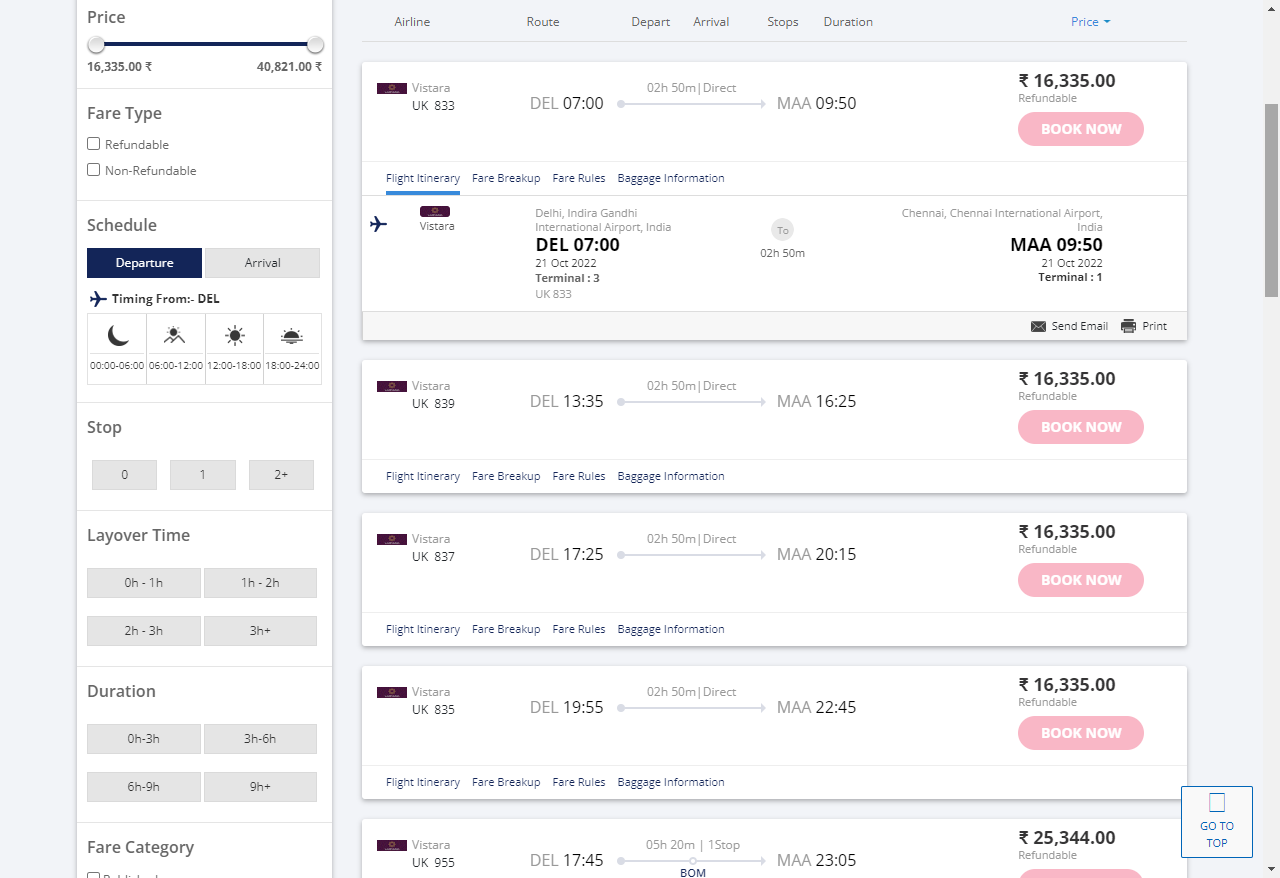 Price
16,335.00 ₹ 40,821.00 ₹
Fare Type
Refundable
Non-Refundable
Schedule
Departure Arrival
Timing From:- DEL
00:00-06:00 06:00-12:00 12:00-18:00 18:00-24:00
Stop
0 1 2+
Layover Time
0h - 1h 1h - 2h
2h - 3h 3h+
Duration
0h-3h 3h-6h
6h-9h 9h+
Fare Category
Airline Route Depart Arrival Stops Duration Price
Vistara
UK 833
DEL 07:00
02h 50m|Direct
MAA 09:50
₹ 16,335.00
Refundable
BOOK NOW
Flight Itinerary Fare Breakup Fare Rules Baggage Information
Vistara
Delhi, Indira Gandhi
International Airport, India
DEL 07:00
21 Oct 2022
Terminal : 3
UK 833
To
02h 50m
Chennai, Chennai International Airport,
India
MAA 09:50
21 Oct 2022
Terminal : 1
Send Email Print
Vistara
UK 839
DEL 13:35
02h 50m|Direct
MAA 16:25
₹ 16,335.00
Refundable
BOOK NOW
Flight Itinerary Fare Breakup Fare Rules Baggage Information
Vistara
UK 837
DEL 17:25
02h 50m|Direct
MAA 20:15
₹ 16,335.00
Refundable
BOOK NOW
Flight Itinerary Fare Breakup Fare Rules Baggage Information
Vistara
UK 835
DEL 19:55
02h 50m|Direct
MAA 22:45
₹ 16,335.00
Refundable
BOOK NOW
Flight Itinerary Fare Breakup Fare Rules Baggage Information
Vistara
UK 955
DEL 17:45
05h 20m | 1Stop
BOM
MAA 23:05
₹ 25,344.00
Refundable
GO TO
TOP